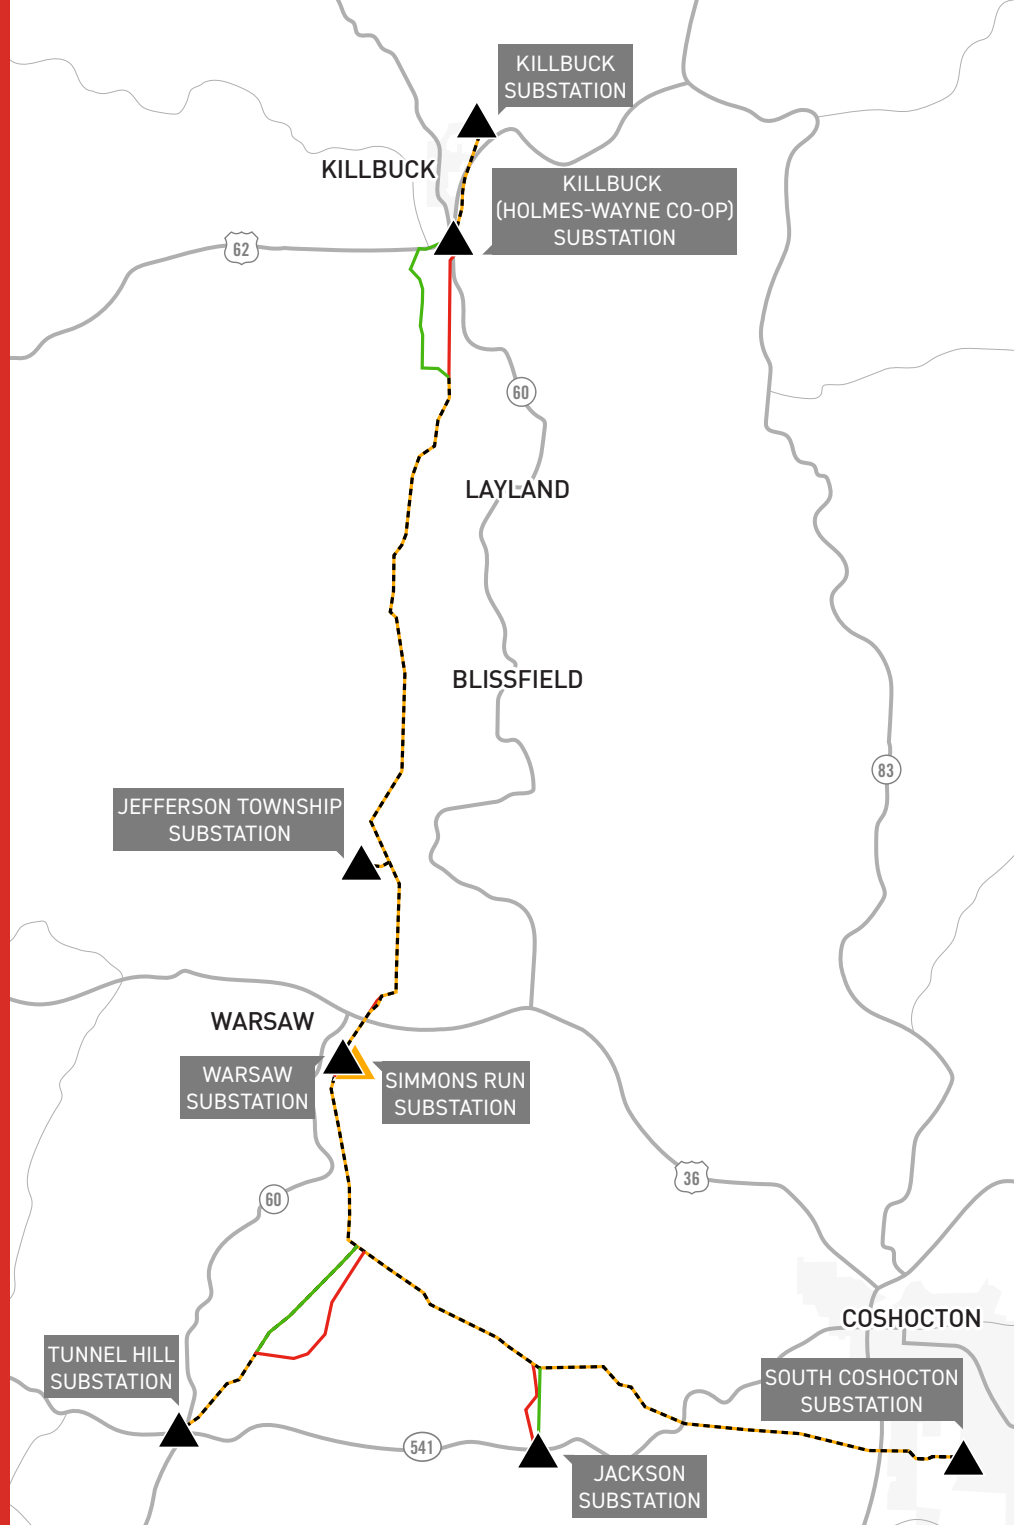 KILLBUCK
SUBSTATION
KILLBUCK
KILLBUCK
(HOLMES-WAYNE CO-OP)
SUBSTATION
62
60
LAYLAND
BLISSFIELD
83
JEFFERSON TOWNSHIP
SUBSTATION
WARSAW
WARSAW
SUBSTATION
SIMMONS RUN
SUBSTATION
36
60
COSHOCTON
TUNNEL HILL
SUBSTATION
SOUTH COSHOCTON
SUBSTATION
541
JACKSON
SUBSTATION